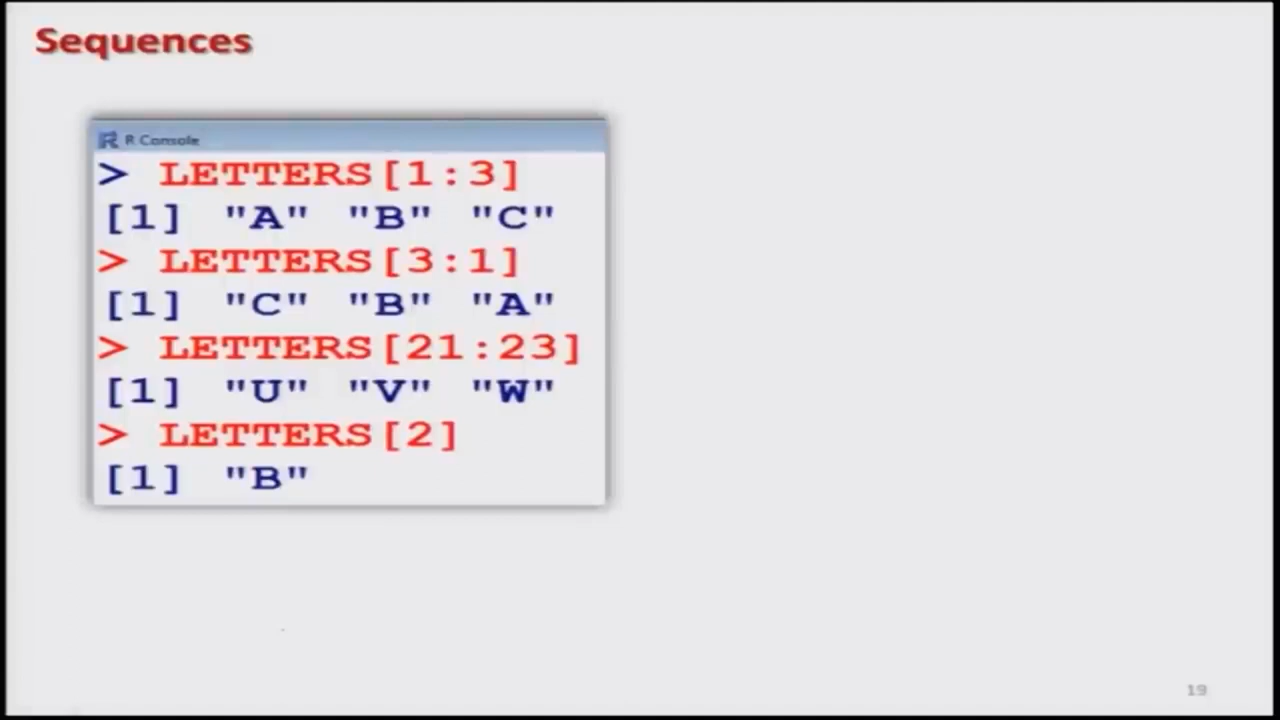 Sequences
R Console
> LETTERS[1:3]
[1] "A" "B" "C"
> LETTERS[3:1]
[1] "C" "B" "A"
> LETTERS[21:23]
[1] "U" "V" "W"
> LETTERS[2]
[1] "B"
19